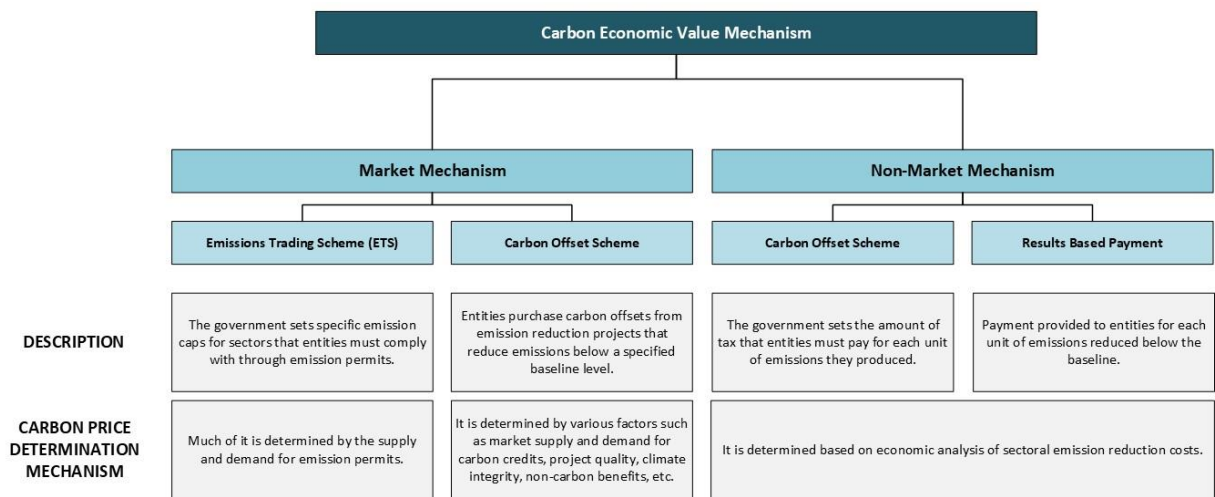 Carbon Economic Value Mechanism
Market Mechanism
Non-Market Mechanism
Emissions Trading Scheme (ETS)
Carbon Offset Scheme
Carbon Offset Scheme
Results Based Payment
DESCRIPTION
The government sets specific emission
caps for sectors that entities must comply
with through emission permits.
Entities purchase carbon offsets from
emission reduction projects that
reduce emissions below a specified
baseline level.
The government sets the amount of
tax that entities must pay for each unit
of emissions they produced.
Payment provided to entities for each
unit of emissions reduced below the
baseline.
CARBON PRICE
DETERMINATION
MECHANISM
Much of it is determined by the supply
and demand for emission permits.
It is determined by various factors such
as market supply and demand for
carbon credits, project quality, climate
integrity, non-carbon benefits, etc.
It is determined based on economic analysis of sectoral emission reduction costs.